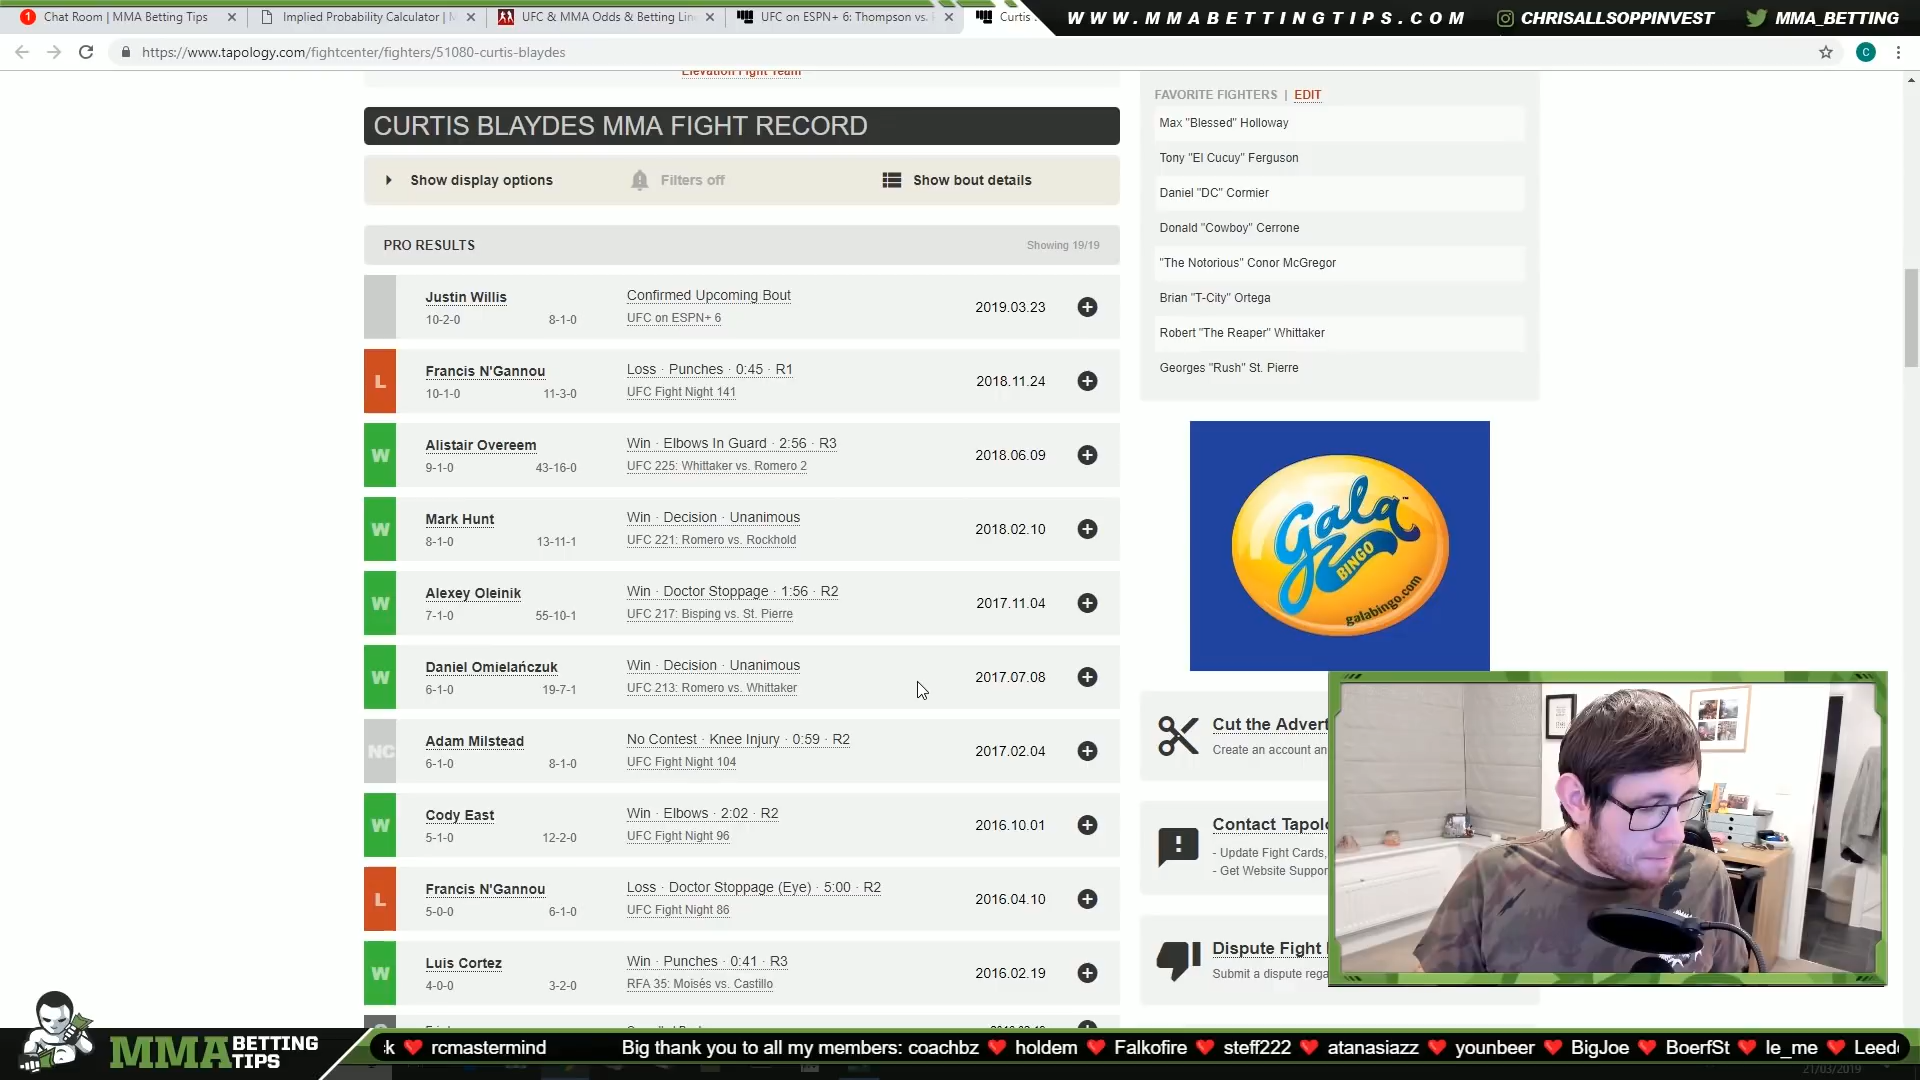 Chat Room | MMA Betting Tips
Implied Probability Calculator |
UFC & MMA Odds & Betting Lin
UFC on ESPN+ 6: Thompson vs.
Curtis
WWW.MMABETTINGTIPS.COM
CHRISALLSOPPINVEST
MMA_BETTING
https://www.tapology.com/fightcenter/fighters/51080-curtis-blaydes
C
Elevation Fight Team
CURTIS BLAYDES MMA FIGHT RECORD
Show display options
Filters off
Show bout details
PRO RESULTS
Showing 19/19
Justin Willis
10-2-0
8-1-0
Confirmed Upcoming Bout
UFC on ESPN+ 6
2019.03.23
L
Francis N'Gannou
10-1-0
11-3-0
Loss · Punches · 0:45 · R1
UFC Fight Night 141
2018.11.24
W
Alistair Overeem
9-1-0
43-16-0
Win · Elbows In Guard · 2:56 · R3
UFC 225: Whittaker vs. Romero 2
2018.06.09
W
Mark Hunt
8-1-0
13-11-1
Win · Decision · Unanimous
UFC 221: Romero vs. Rockhold
2018.02.10
W
Alexey Oleinik
7-1-0
55-10-1
Win · Doctor Stoppage · 1:56 · R2
UFC 217: Bisping vs. St. Pierre
2017.11.04
W
Daniel Omielańczuk
6-1-0
19-7-1
Win · Decision · Unanimous
UFC 213: Romero vs. Whittaker
2017.07.08
NC
Adam Milstead
6-1-0
8-1-0
No Contest · Knee Injury · 0:59 · R2
UFC Fight Night 104
2017.02.04
W
Cody East
5-1-0
12-2-0
Win · Elbows · 2:02 · R2
UFC Fight Night 96
2016.10.01
L
Francis N'Gannou
5-0-0
6-1-0
Loss · Doctor Stoppage (Eye) · 5:00 · R2
UFC Fight Night 86
2016.04.10
W
Luis Cortez
4-0-0
3-2-0
Win · Punches · 0:41 · R3
RFA 35: Moisés vs. Castillo
2016.02.19
FAVORITE FIGHTERS | EDIT
Max "Blessed" Holloway
Tony "El Cucuy" Ferguson
Daniel "DC" Cormier
Donald "Cowboy" Cerrone
"The Notorious" Conor McGregor
Brian "T-City" Ortega
Robert "The Reaper" Whittaker
Georges "Rush" St. Pierre
Gala
BINGO
galabingo.com
Cut the Advert
Create an account an
Contact Tapolo
- Update Fight Cards,
- Get Website Suppor
Dispute Fight
Submit a dispute rega
MMA BETTING TIPS
k ❤ rcmastermind Big thank you to all my members: coachbz ❤ holdem ❤ Falkofire ❤ steff222 ❤ atanasiazz ❤ younbeer ❤ BigJoe ❤ BoerfSt ❤ le_me ❤ Leed
21/03/2019